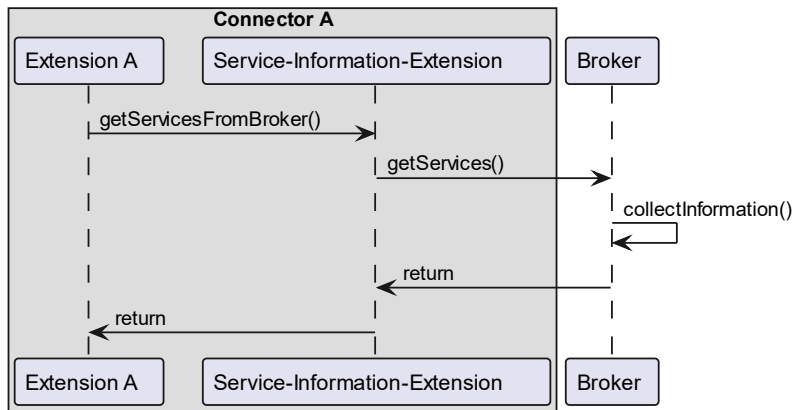 Connector A
Extension A
Service-Information-Extension
Broker
getServicesFromBroker()
getServices()
collectInformation()
return
return
Extension A
Service-Information-Extension
Broker